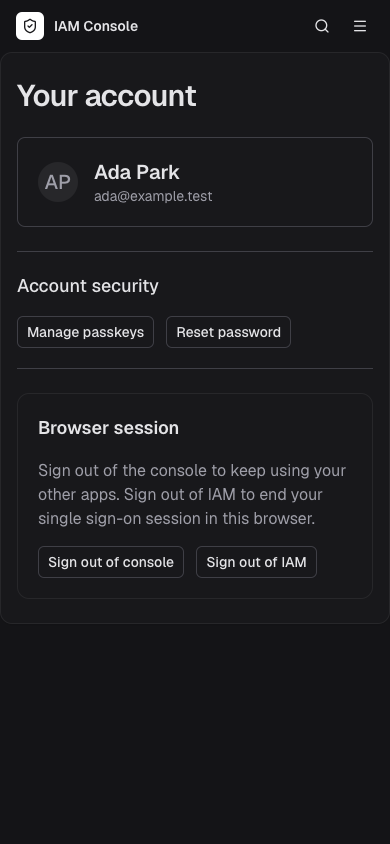 IAM Console
Your account
AP
Ada Park
ada@example.test
Account security
Manage passkeys
Reset password
Browser session
Sign out of the console to keep using your
other apps. Sign out of IAM to end your
single sign-on session in this browser.
Sign out of console
Sign out of IAM